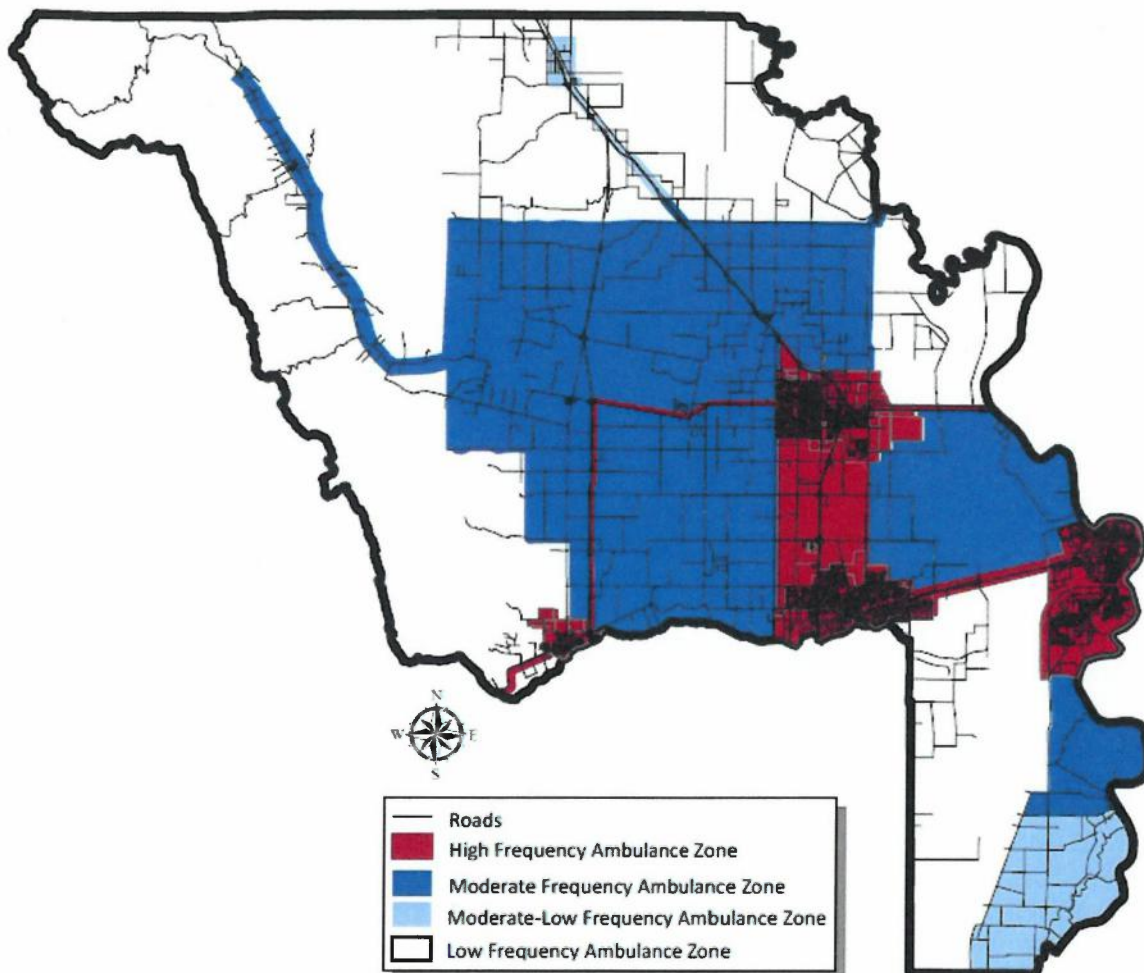 N
W E
S
Roads
High Frequency Ambulance Zone
Moderate Frequency Ambulance Zone
Moderate-Low Frequency Ambulance Zone
Low Frequency Ambulance Zone